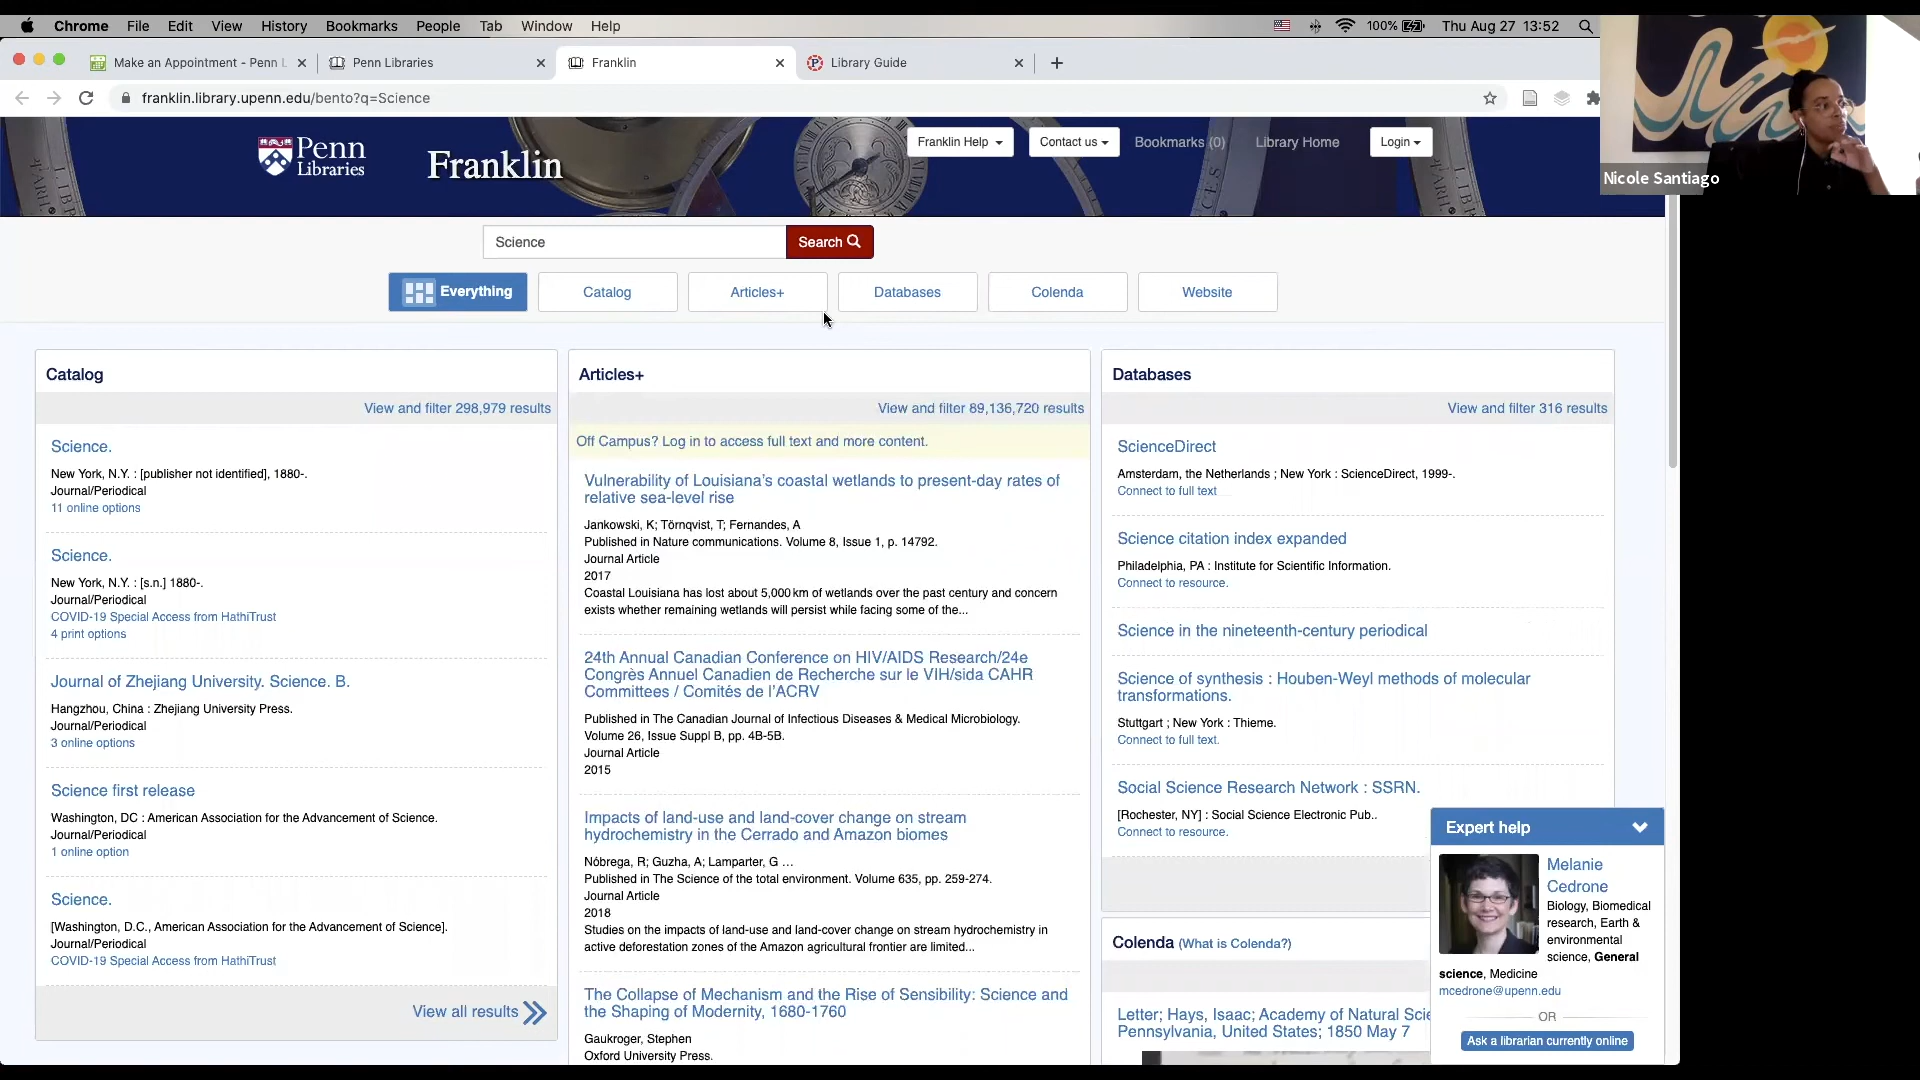 Chrome File Edit View History Bookmarks People Tab Window Help 100% Thu Aug 27 13:52
Make an Appointment - Penn L Penn Libraries Franklin Library Guide
franklin.library.upenn.edu/bento?q=Science
Penn Libraries
Franklin
Franklin Help Contact us Bookmarks (0) Library Home Login
Nicole Santiago
Science Search
Everything Catalog Articles+ Databases Colenda Website
Catalog
View and filter 298,979 results
Science.
New York, N.Y. : [publisher not identified], 1880-.
Journal/Periodical
11 online options
Science.
New York, N.Y. : [s.n.] 1880-.
Journal/Periodical
COVID-19 Special Access from HathiTrust
4 print options
Journal of Zhejiang University. Science. B.
Hangzhou, China : Zhejiang University Press.
Journal/Periodical
3 online options
Science first release
Washington, DC : American Association for the Advancement of Science.
Journal/Periodical
1 online option
Science.
[Washington, D.C., American Association for the Advancement of Science].
Journal/Periodical
COVID-19 Special Access from HathiTrust
View all results
Articles+
View and filter 89,136,720 results
Off Campus? Log in to access full text and more content.
Vulnerability of Louisiana's coastal wetlands to present-day rates of
relative sea-level rise
Jankowski, K; Törnqvist, T; Fernandes, A
Published in Nature communications. Volume 8, Issue 1, p. 14792.
Journal Article
2017
Coastal Louisiana has lost about 5,000 km of wetlands over the past century and concern
exists whether remaining wetlands will persist while facing some of the...
24th Annual Canadian Conference on HIV/AIDS Research/24e
Congrès Annuel Canadien de Recherche sur le VIH/sida CAHR
Committees / Comités de l'ACRV
Published in The Canadian Journal of Infectious Diseases & Medical Microbiology.
Volume 26, Issue Suppl B, pp. 4B-5B.
Journal Article
2015
Impacts of land-use and land-cover change on stream
hydrochemistry in the Cerrado and Amazon biomes
Nóbrega, R; Guzha, A; Lamparter, G ...
Published in The Science of the total environment. Volume 635, pp. 259-274.
Journal Article
2018
Studies on the impacts of land-use and land-cover change on stream hydrochemistry in
active deforestation zones of the Amazon agricultural frontier are limited...
The Collapse of Mechanism and the Rise of Sensibility: Science and
the Shaping of Modernity, 1680-1760
Gaukroger, Stephen
Oxford University Press.
Databases
View and filter 316 results
ScienceDirect
Amsterdam, the Netherlands ; New York : ScienceDirect, 1999-.
Connect to full text
Science citation index expanded
Philadelphia, PA : Institute for Scientific Information.
Connect to resource.
Science in the nineteenth-century periodical
Science of synthesis : Houben-Weyl methods of molecular
transformations.
Stuttgart ; New York : Thieme.
Connect to full text.
Social Science Research Network : SSRN.
[Rochester, NY] : Social Science Electronic Pub..
Connect to resource.
Colenda (What is Colenda?)
Letter; Hays, Isaac; Academy of Natural Scie
Pennsylvania, United States; 1850 May 7
Expert help
Melanie
Cedrone
Biology, Biomedical
research, Earth &
environmental
science, General
science, Medicine
mcedrone@upenn.edu
OR
Ask a librarian currently online